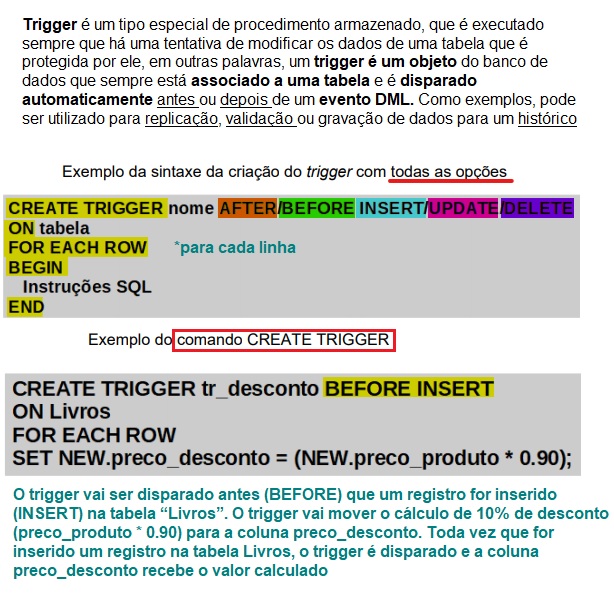 Trigger é um tipo especial de procedimento armazenado, que é executado
sempre que há uma tentativa de modificar os dados de uma tabela que é
protegida por ele, em outras palavras, um trigger é um objeto do banco de
dados que sempre está associado a uma tabela e é disparado
automaticamente antes ou depois de um evento DML. Como exemplos, pode
ser utilizado para replicação, validação ou gravação de dados para um histórico
Exemplo da sintaxe da criação do trigger com todas as opções
CREATE TRIGGER nome AFTER/BEFORE INSERT/UPDATE/DELETE
ON tabela
FOR EACH ROW *para cada linha
BEGIN
Instruções SQL
END
Exemplo do comando CREATE TRIGGER
CREATE TRIGGER tr_desconto BEFORE INSERT
ON Livros
FOR EACH ROW
SET NEW.preco_desconto = (NEW.preco_produto * 0.90);
O trigger vai ser disparado antes (BEFORE) que um registro for inserido
(INSERT) na tabela “Livros”. O trigger vai mover o cálculo de 10% de desconto
(preco_produto * 0.90) para a coluna preco_desconto. Toda vez que for
inserido um registro na tabela Livros, o trigger é disparado e a coluna
preco_desconto recebe o valor calculado